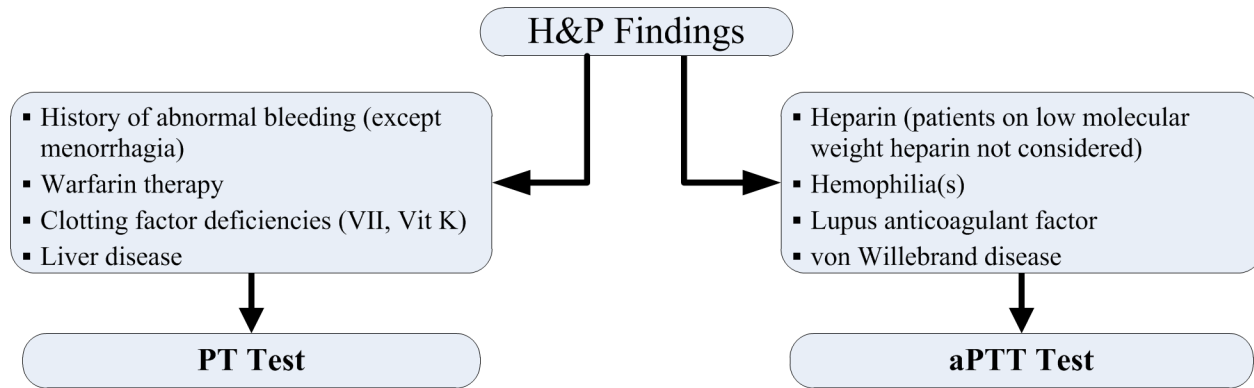 H&P Findings
▪ History of abnormal bleeding (except
menorrhagia)
▪ Warfarin therapy
▪ Clotting factor deficiencies (VII, Vit K)
▪ Liver disease
▪ Heparin (patients on low molecular
weight heparin not considered)
▪ Hemophilia(s)
▪ Lupus anticoagulant factor
▪ von Willebrand disease
PT Test
aPTT Test